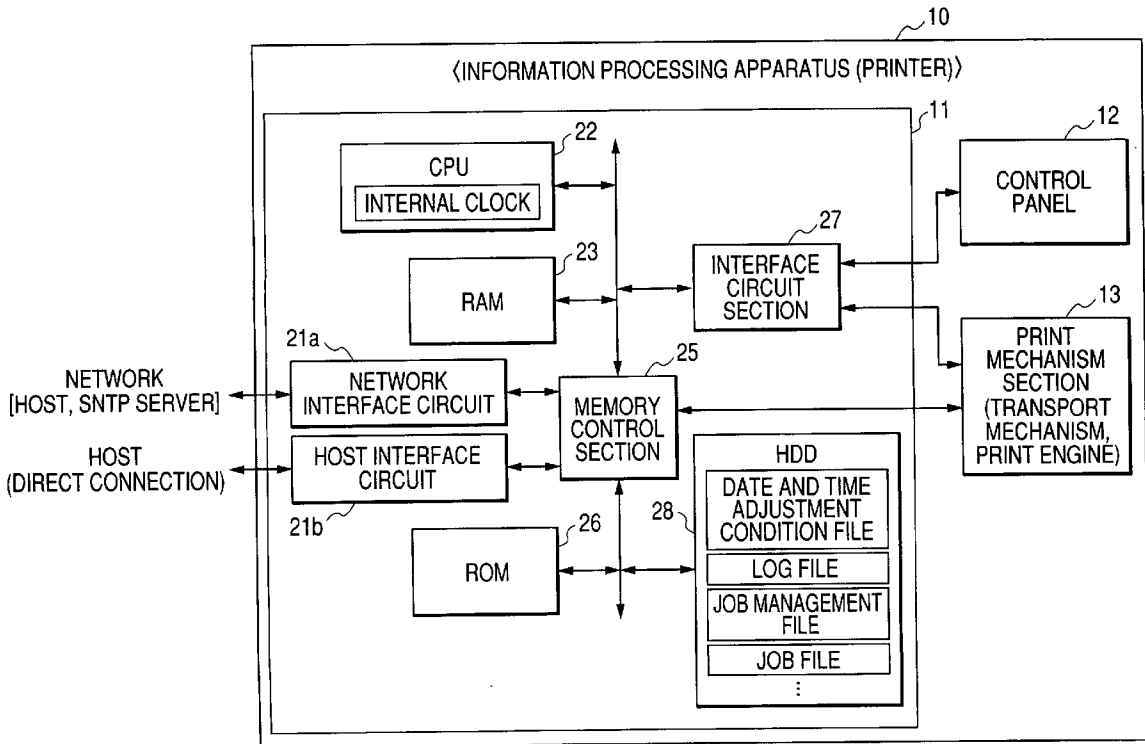 10
〈INFORMATION PROCESSING APPARATUS (PRINTER)〉
11
22
CPU
INTERNAL CLOCK
12
CONTROL
PANEL
27
INTERFACE
CIRCUIT
SECTION
23
RAM
13
PRINT
MECHANISM
SECTION
(TRANSPORT
MECHANISM,
PRINT ENGINE)
21a
NETWORK
INTERFACE CIRCUIT
NETWORK
[HOST, SNTP SERVER]
25
MEMORY
CONTROL
SECTION
HOST
(DIRECT CONNECTION)
HOST INTERFACE
CIRCUIT
21b
28
HDD
DATE AND TIME
ADJUSTMENT
CONDITION FILE
LOG FILE
JOB MANAGEMENT
FILE
JOB FILE
⋮
26
ROM